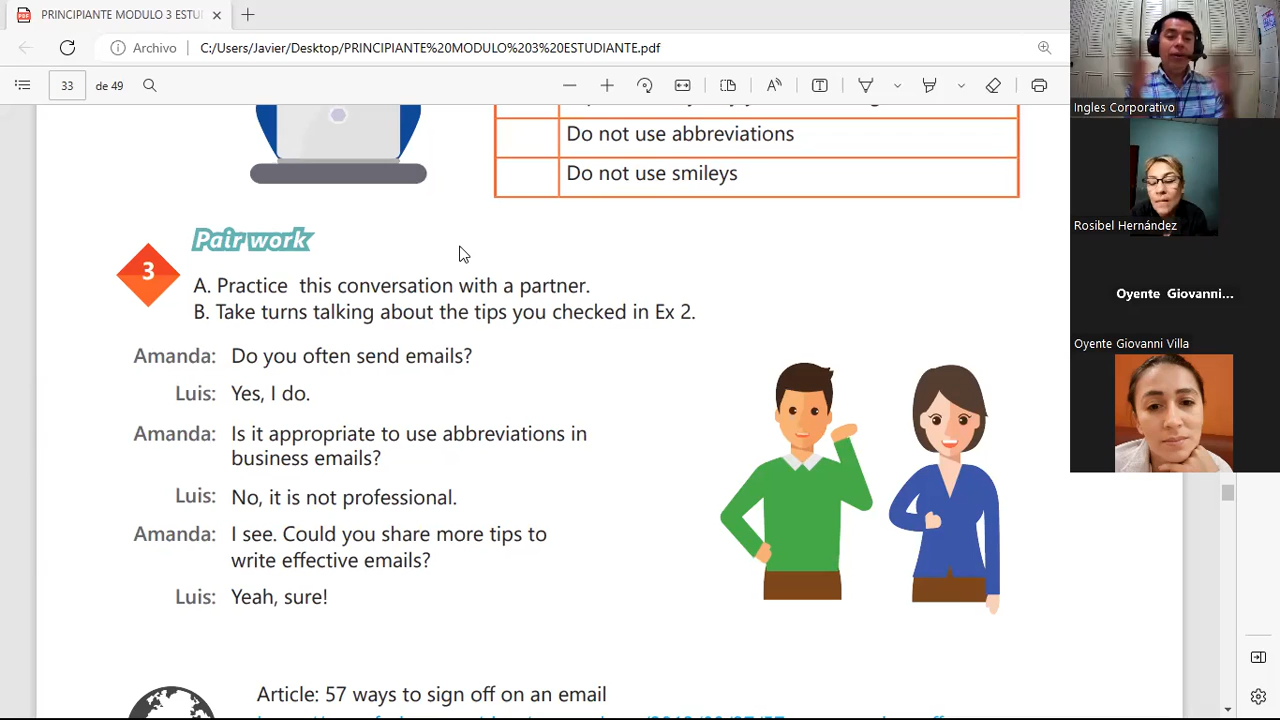 PRINCIPIANTE MODULO 3 ESTU
Archivo
C:/Users/Javier/Desktop/PRINCIPIANTE%20MODULO%203%20ESTUDIANTE.pdf
33
de 49
Do not use abbreviations
Do not use smileys
Pair work
3
A. Practice this conversation with a partner.
B. Take turns talking about the tips you checked in Ex 2.
Amanda: Do you often send emails?
Luis: Yes, I do.
Amanda: Is it appropriate to use abbreviations in
business emails?
Luis: No, it is not professional.
Amanda: I see. Could you share more tips to
write effective emails?
Luis: Yeah, sure!
Article: 57 ways to sign off on an email
Ingles Corporativo
Rosibel Hernández
Oyente Giovanni...
Oyente Giovanni Villa